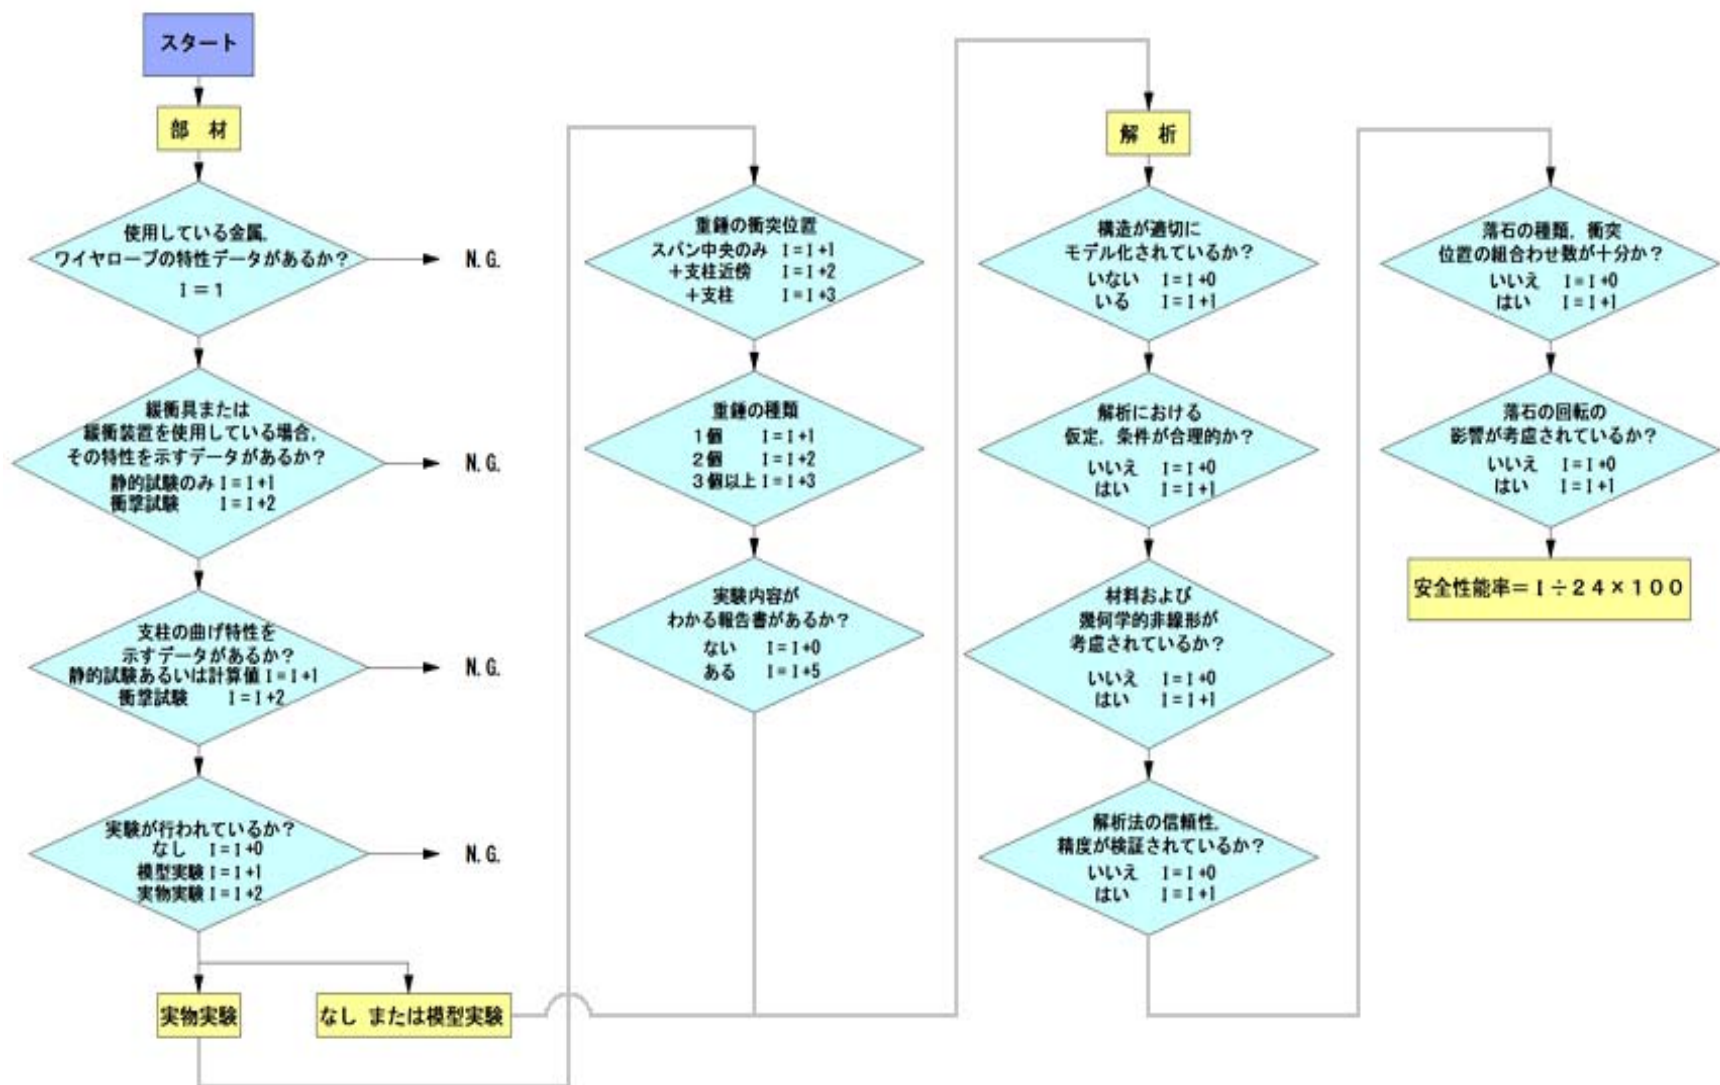 スタート
部 材
使用している金属,
ワイヤロープの特性データがあるか?
I = 1
N.G.
緩衝具または
緩衝装置を使用している場合,
その特性を示すデータがあるか?
静的試験のみ I=I+1
衝撃試験 I=I+2
N.G.
支柱の曲げ特性を
示すデータがあるか?
静的試験あるいは計算値 I=I+1
衝撃試験 I=I+2
N.G.
実験が行われているか?
なし I=I+0
模型実験 I=I+1
実物実験 I=I+2
N.G.
実物実験
なし または模型実験
重錘の衝突位置
スパン中央のみ I=I+1
+支柱近傍 I=I+2
+支柱 I=I+3
重錘の種類
1個 I=I+1
2個 I=I+2
3個以上 I=I+3
実験内容が
わかる報告書があるか?
ない I=I+0
ある I=I+5
解 析
構造が適切に
モデル化されているか?
いない I=I+0
いる I=I+1
解析における
仮定,条件が合理的か?
いいえ I=I+0
はい I=I+1
材料および
幾何学的非線形が
考慮されているか?
いいえ I=I+0
はい I=I+1
解析法の信頼性,
精度が検証されているか?
いいえ I=I+0
はい I=I+1
落石の種類,衝突
位置の組合わせ数が十分か?
いいえ I=I+0
はい I=I+1
落石の回転の
影響が考慮されているか?
いいえ I=I+0
はい I=I+1
安全性能率=I÷24×100